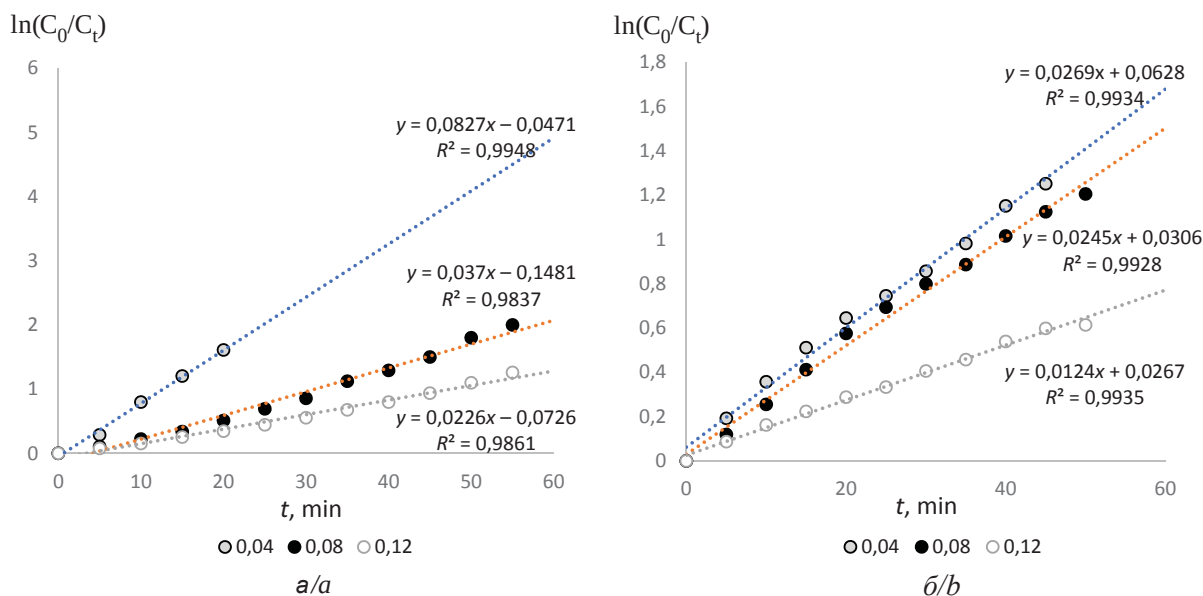 ln(C₀/Cₜ)
6
5
4
3
2
1
0
y = 0,0827x – 0,0471
R² = 0,9948
y = 0,037x – 0,1481
R² = 0,9837
y = 0,0226x – 0,0726
R² = 0,9861
0 10 20 30 40 50 60
t, min
0,04 0,08 0,12
а/a
ln(C₀/Cₜ)
1,8
1,6
1,4
1,2
1
0,8
0,6
0,4
0,2
0
y = 0,0269x + 0,0628
R² = 0,9934
y = 0,0245x + 0,0306
R² = 0,9928
y = 0,0124x + 0,0267
R² = 0,9935
0 20 40 60
t, min
0,04 0,08 0,12
б/b